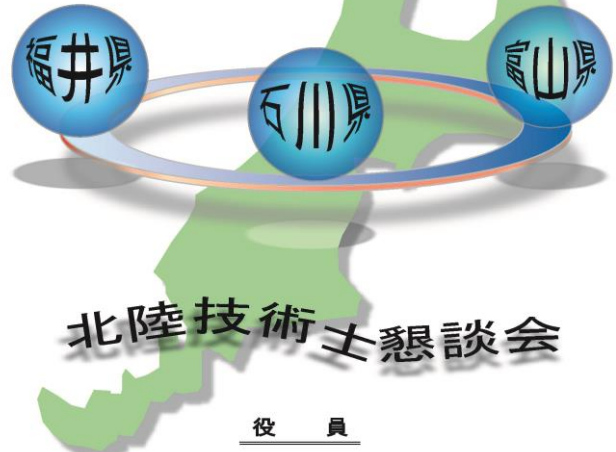 福井県
石川県
富山県
北陸技術士懇談会
役 員